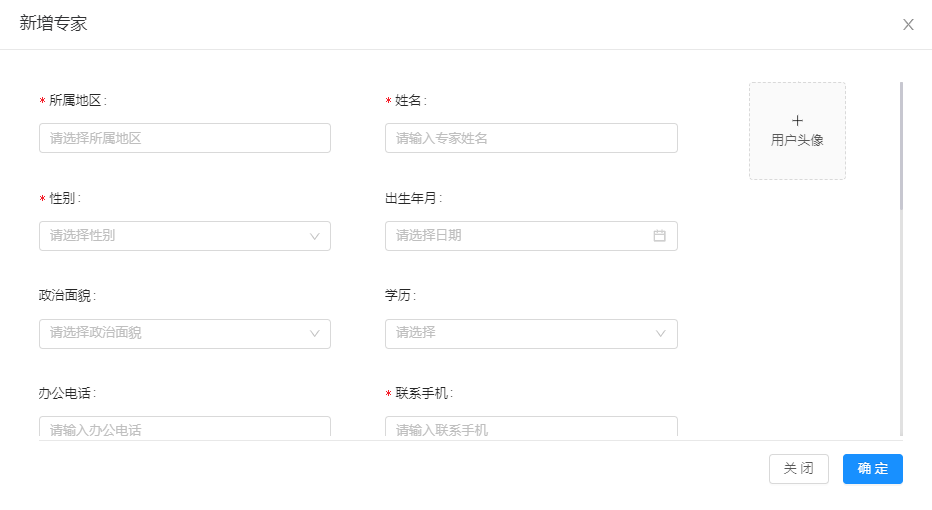 新增专家
* 所属地区:
* 姓名:
请选择所属地区
请输入专家姓名
+
用户头像
* 性别:
出生年月:
请选择性别
请选择日期
政治面貌:
学历:
请选择政治面貌
请选择
办公电话:
* 联系手机:
请输入办公电话
请输入联系手机
关 闭
确 定